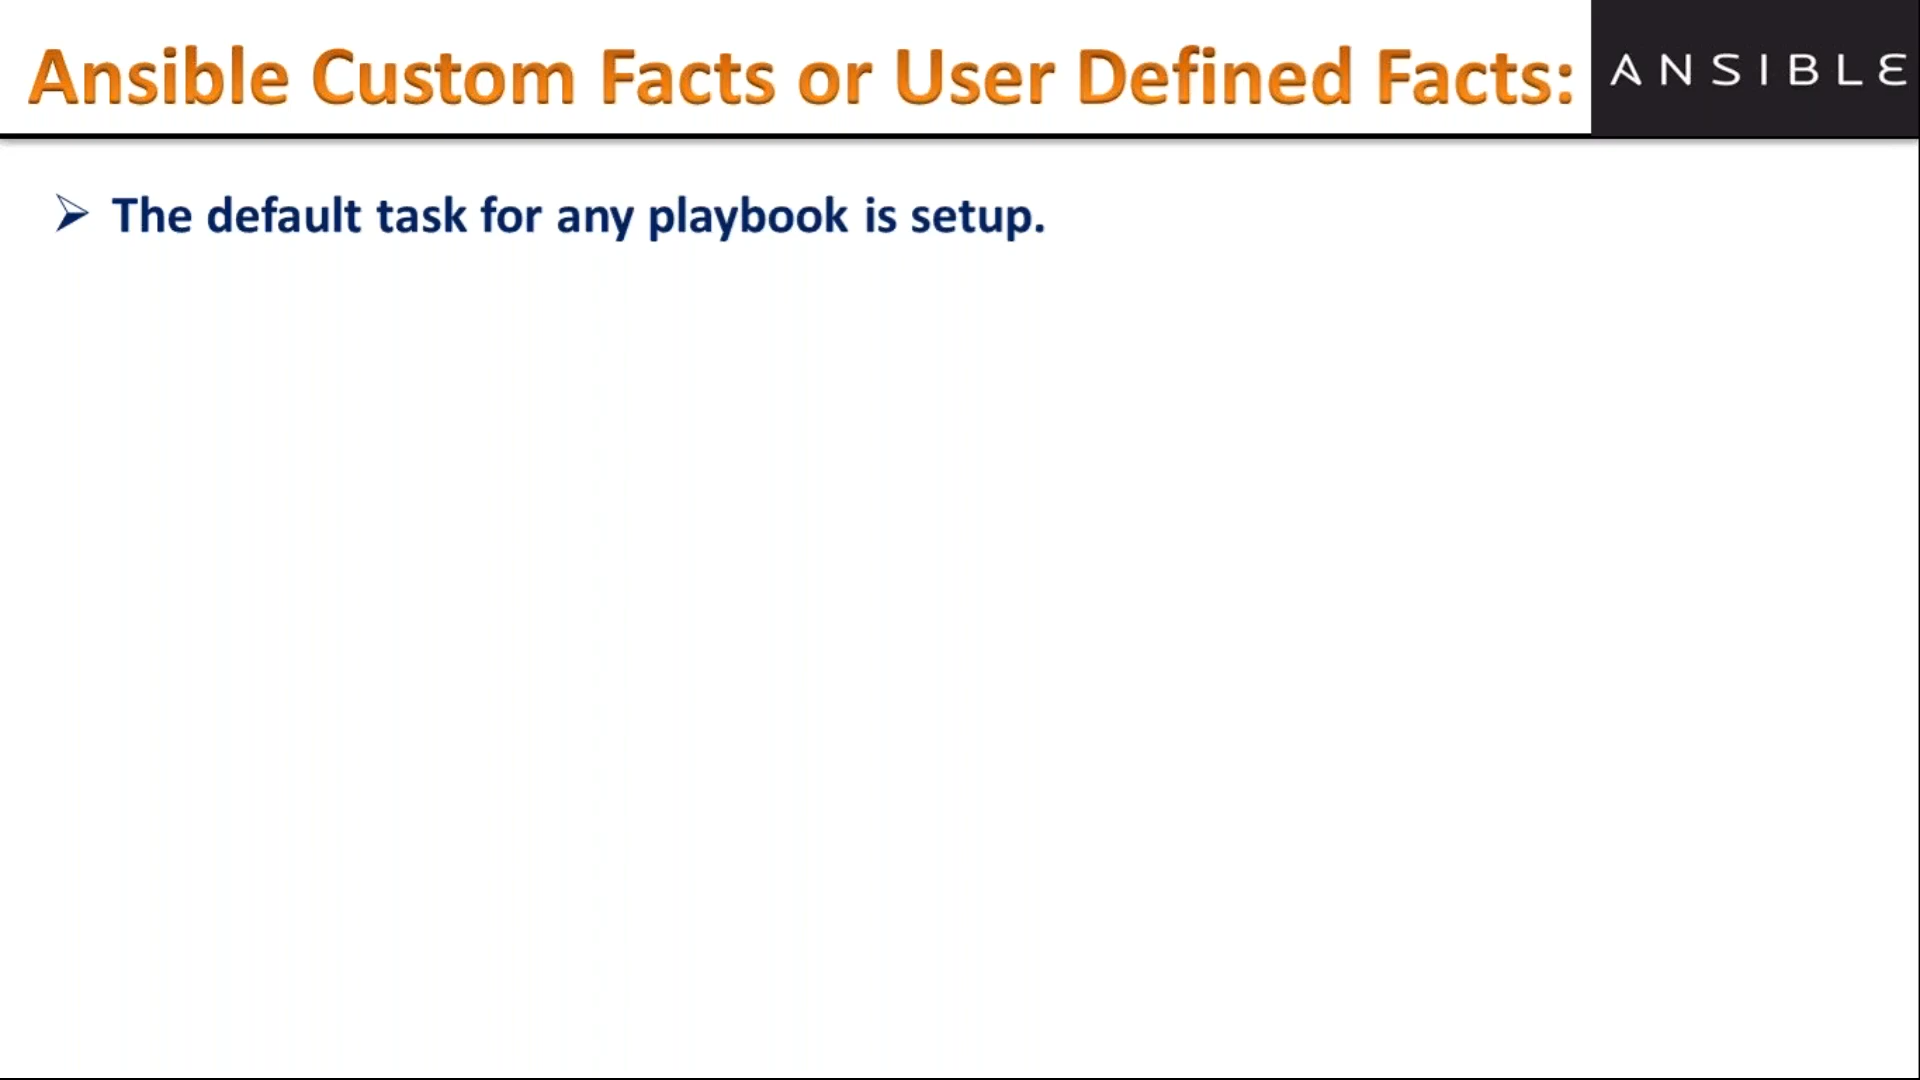 Ansible Custom Facts or User Defined Facts:
ANSIBLE
The default task for any playbook is setup.